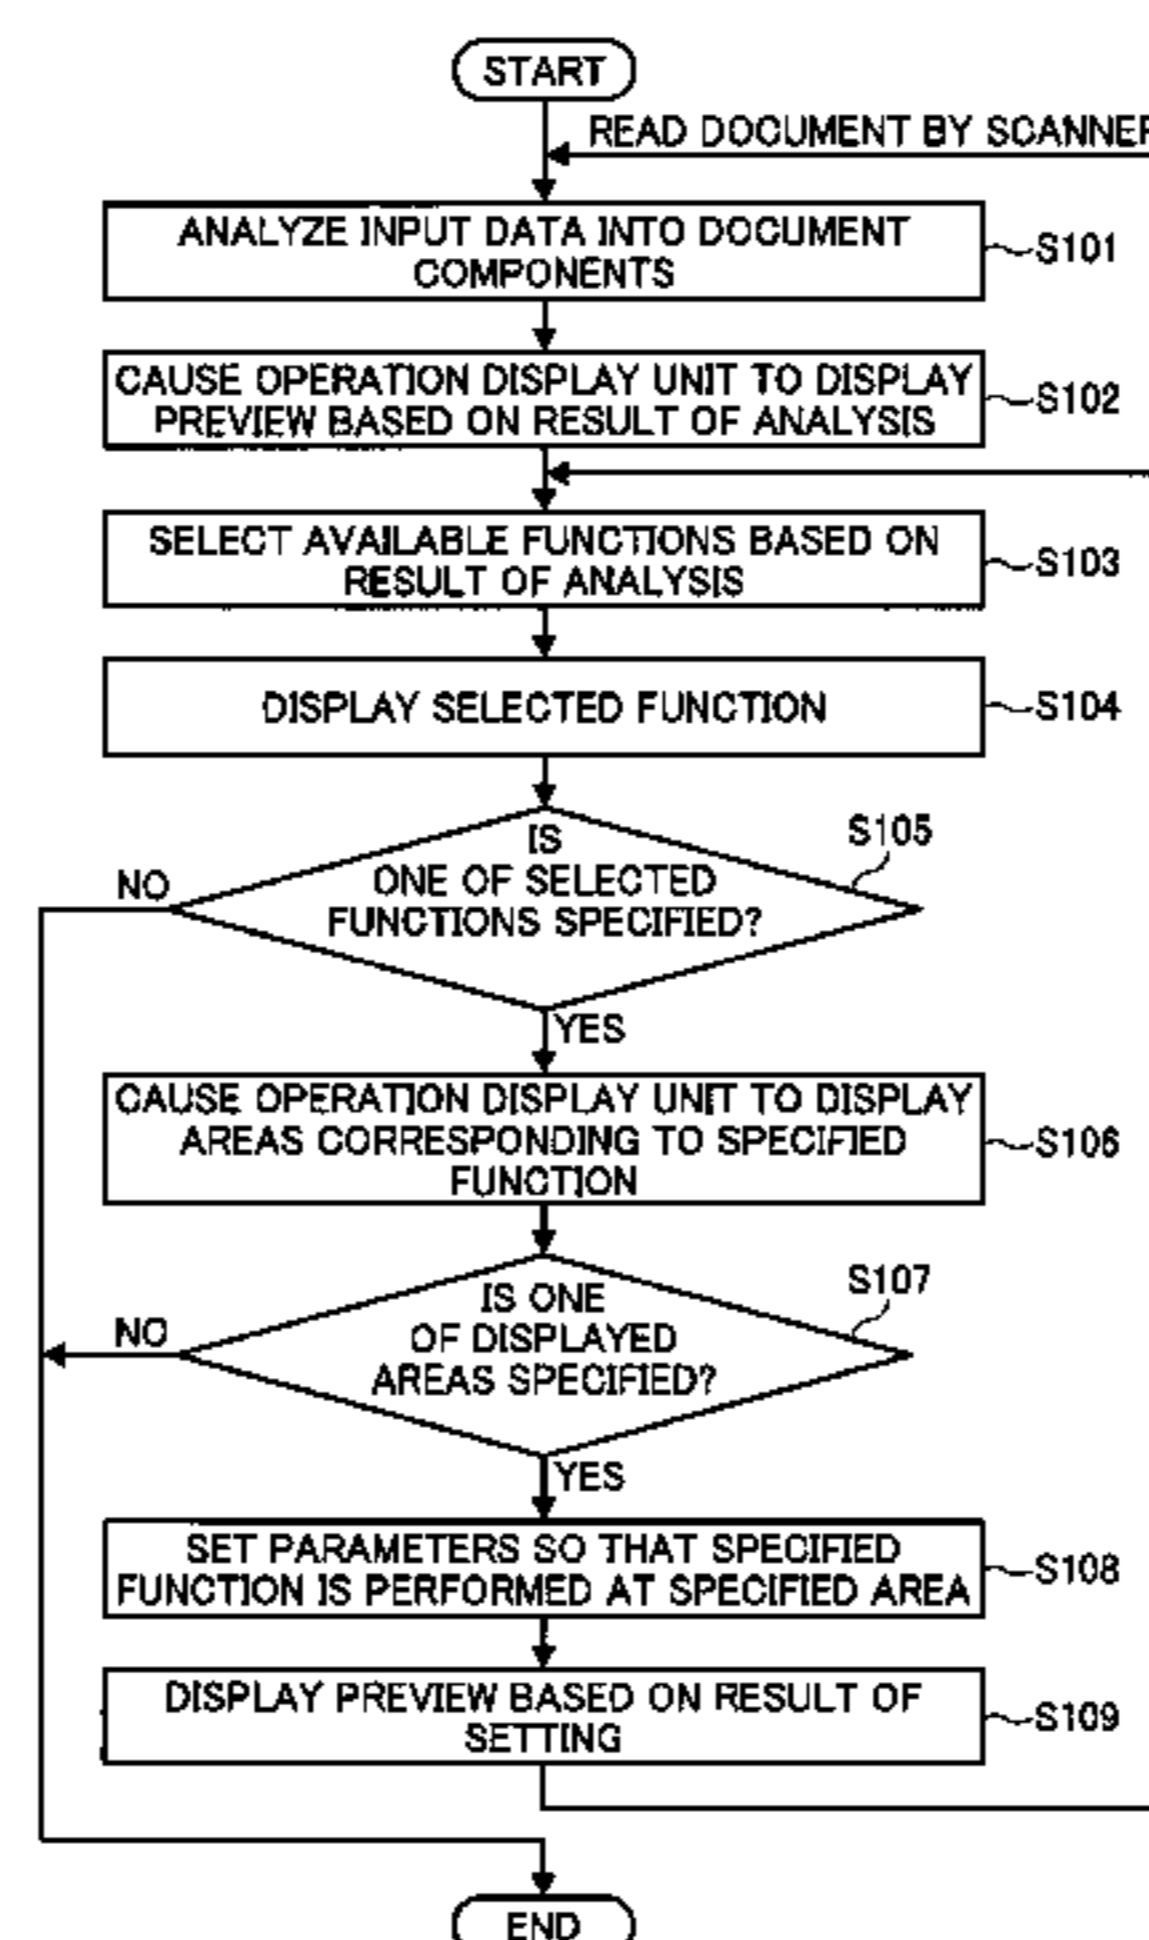 START
READ DOCUMENT BY SCANNER
ANALYZE INPUT DATA INTO DOCUMENT
COMPONENTS
S101
CAUSE OPERATION DISPLAY UNIT TO DISPLAY
PREVIEW BASED ON RESULT OF ANALYSIS
S102
SELECT AVAILABLE FUNCTIONS BASED ON
RESULT OF ANALYSIS
S103
DISPLAY SELECTED FUNCTION
S104
S105
IS
ONE OF SELECTED
FUNCTIONS SPECIFIED?
NO
YES
CAUSE OPERATION DISPLAY UNIT TO DISPLAY
AREAS CORRESPONDING TO SPECIFIED
FUNCTION
S106
S107
IS ONE
OF DISPLAYED
AREAS SPECIFIED?
NO
YES
SET PARAMETERS SO THAT SPECIFIED
FUNCTION IS PERFORMED AT SPECIFIED AREA
S108
DISPLAY PREVIEW BASED ON RESULT OF
SETTING
S109
END